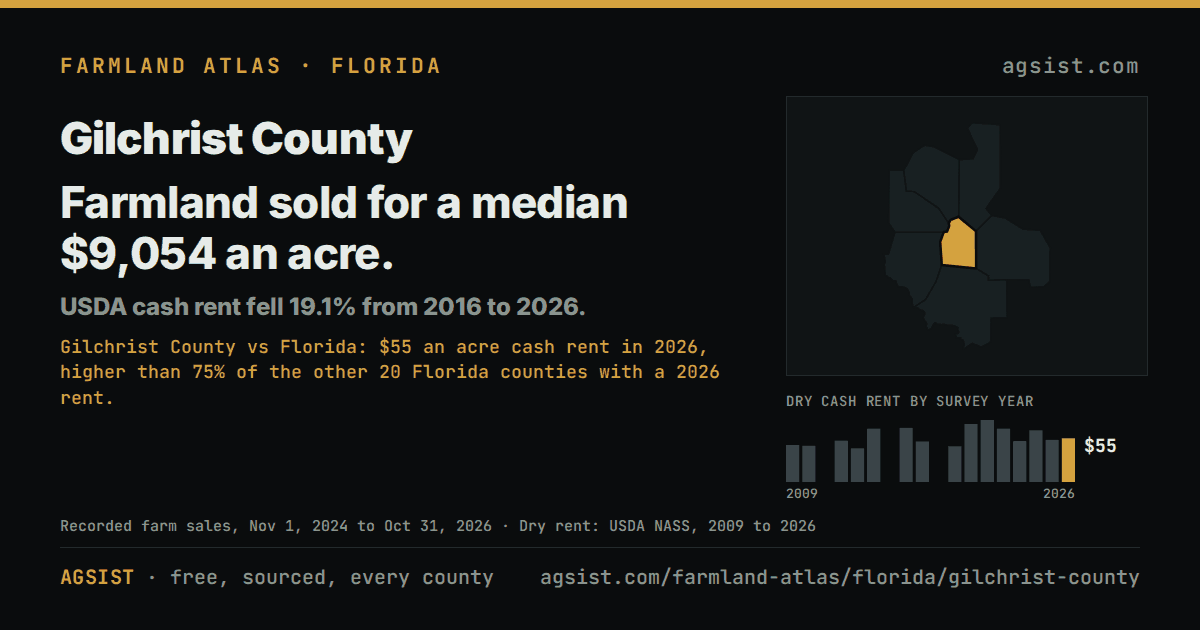 FARMLAND ATLAS · FLORIDA
agsist.com
Gilchrist County
Farmland sold for a median
$9,054 an acre.
USDA cash rent fell 19.1% from 2016 to 2026.
Gilchrist County vs Florida: $55 an acre cash rent in 2026,
higher than 75% of the other 20 Florida counties with a 2026
rent.
DRY CASH RENT BY SURVEY YEAR
$55
2009
2026
Recorded farm sales, Nov 1, 2024 to Oct 31, 2026 · Dry rent: USDA NASS, 2009 to 2026
AGSIST · free, sourced, every county
agsist.com/farmland-atlas/florida/gilchrist-county